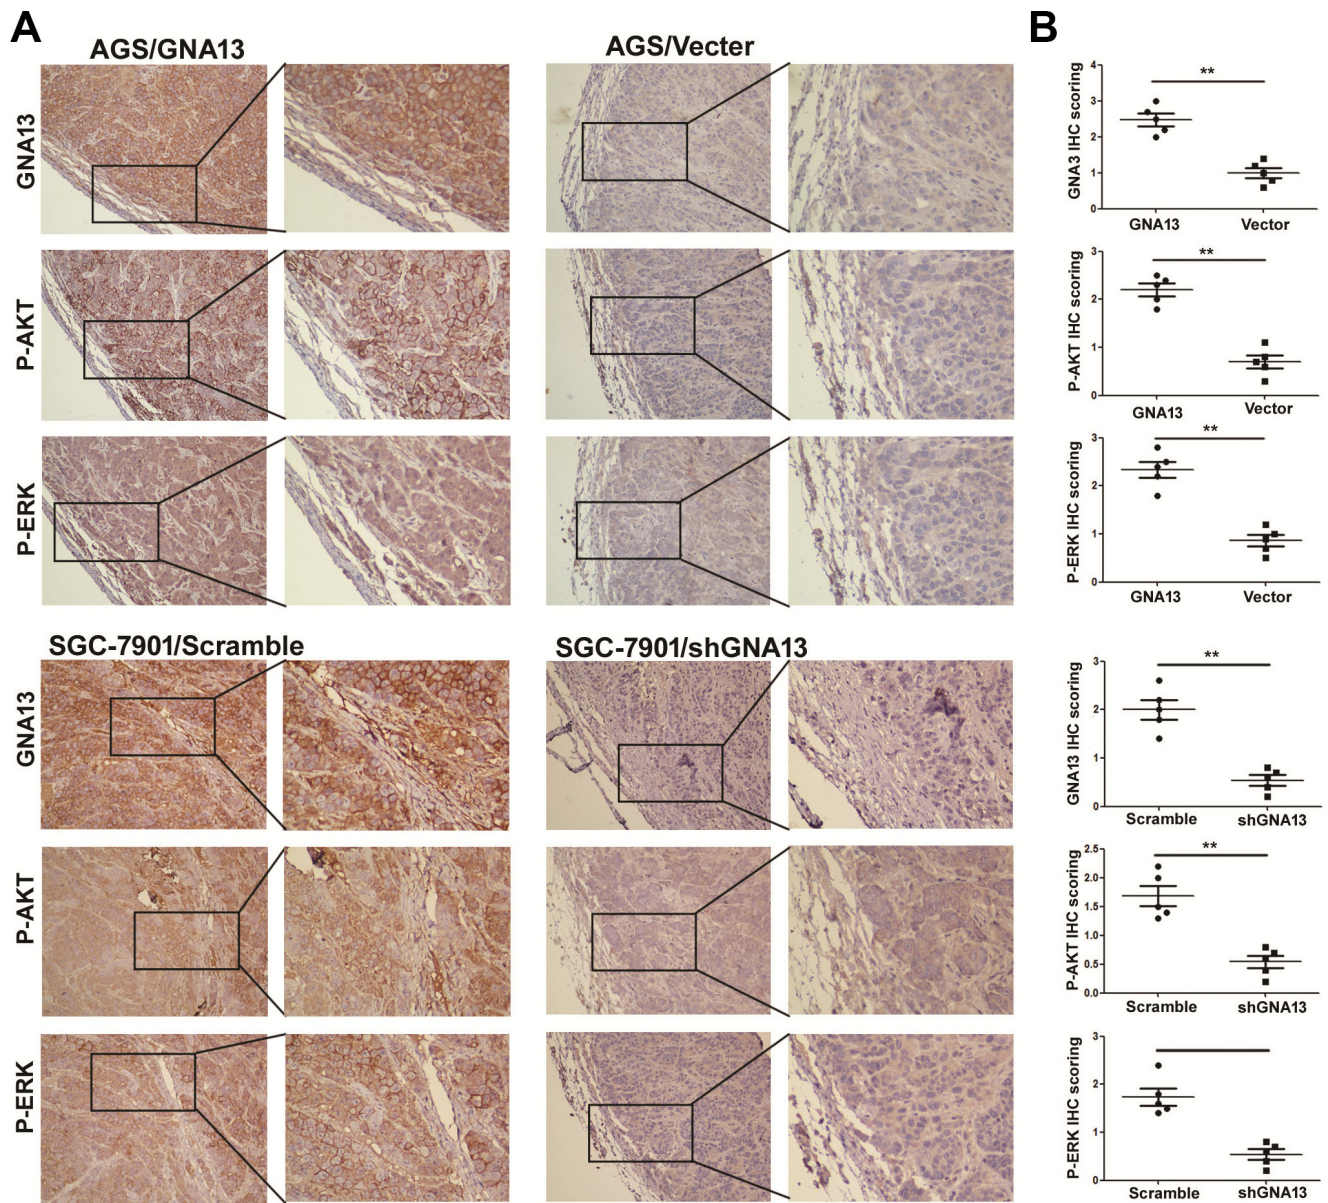 A
B
AGS/GNA13
AGS/Vecter
GNA13
P-AKT
P-ERK
SGC-7901/Scramble
SGC-7901/shGNA13
GNA13
P-AKT
P-ERK
GNA3 IHC scoring
4
3
2
1
0
**
GNA13
Vector
P-AKT IHC scoring
3
2
1
0
**
GNA13
Vector
P-ERK IHC scoring
3
2
1
0
**
GNA13
Vector
GNA13 IHC scoring
3
2
1
0
**
Scramble
shGNA13
P-AKT IHC scoring
2.5
2.0
1.5
1.0
0.5
0.0
**
Scramble
shGNA13
P-ERK IHC scoring
3
2
1
0
Scramble
shGNA13